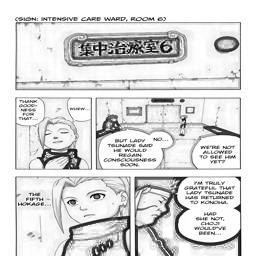 (SIGN: INTENSIVE CARE WARD, ROOM 6)
集中治療室6
THANK
GOOD-
NESS
FOR
THAT...
WHEW...
NO...
BUT LADY
TSUNADE SAID
HE WOULD
REGAIN
CONSCIOUSNESS
SOON.
WE'RE NOT
ALLOWED
TO SEE HIM
YET?
THE
FIFTH
HOKAGE...
I'M TRULY
GRATEFUL THAT
LADY TSUNADE
HAS RETURNED
TO KONOHA.
HAD
SHE NOT,
CHOJI
WOULD'VE
BEEN...